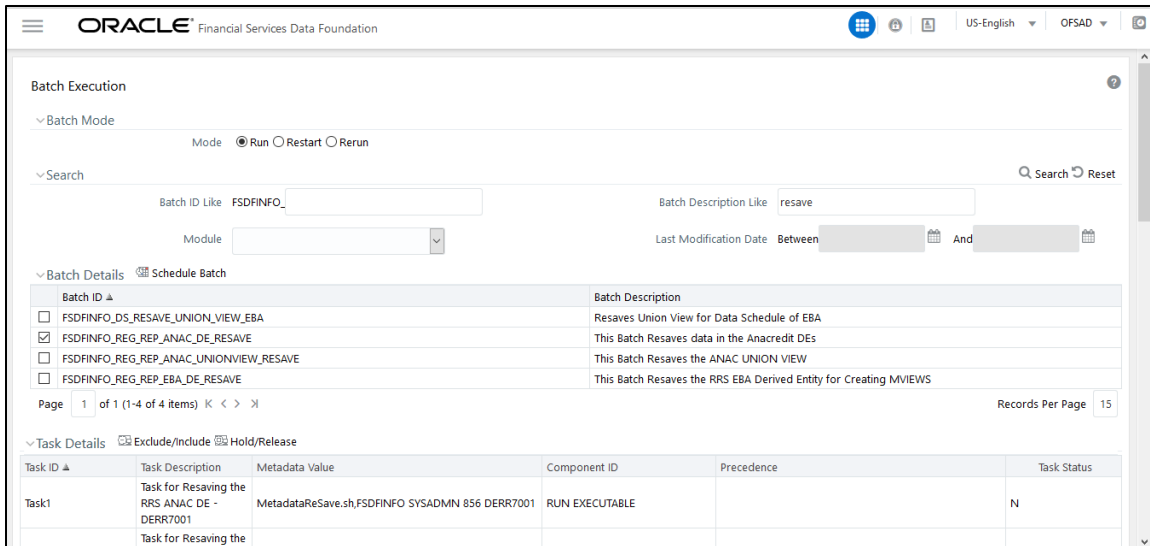 ORACLE® Financial Services Data Foundation
US-English OFSAD
Batch Execution
Batch Mode
Mode Run Restart Rerun
Search Search Reset
Batch ID Like FSDFINFO_ Batch Description Like resave
Module Last Modification Date Between And
Batch Details Schedule Batch
Batch ID Batch Description
FSDFINFO_DS_RESAVE_UNION_VIEW_EBA Resaves Union View for Data Schedule of EBA
FSDFINFO_REG_REP_ANAC_DE_RESAVE This Batch Resaves data in the Anacredit DEs
FSDFINFO_REG_REP_ANAC_UNIONVIEW_RESAVE This Batch Resaves the ANAC UNION VIEW
FSDFINFO_REG_REP_EBA_DE_RESAVE This Batch Resaves the RRS EBA Derived Entity for Creating MVIEWS
Page 1 of 1 (1-4 of 4 items) Records Per Page 15
Task Details Exclude/Include Hold/Release
Task ID Task Description Metadata Value Component ID Precedence Task Status
Task for Resaving the
Task1 RRS ANAC DE - MetadataReSave.sh,FSDFINFO SYSADMN 856 DERR7001 RUN EXECUTABLE N
DERR7001
Task for Resaving the